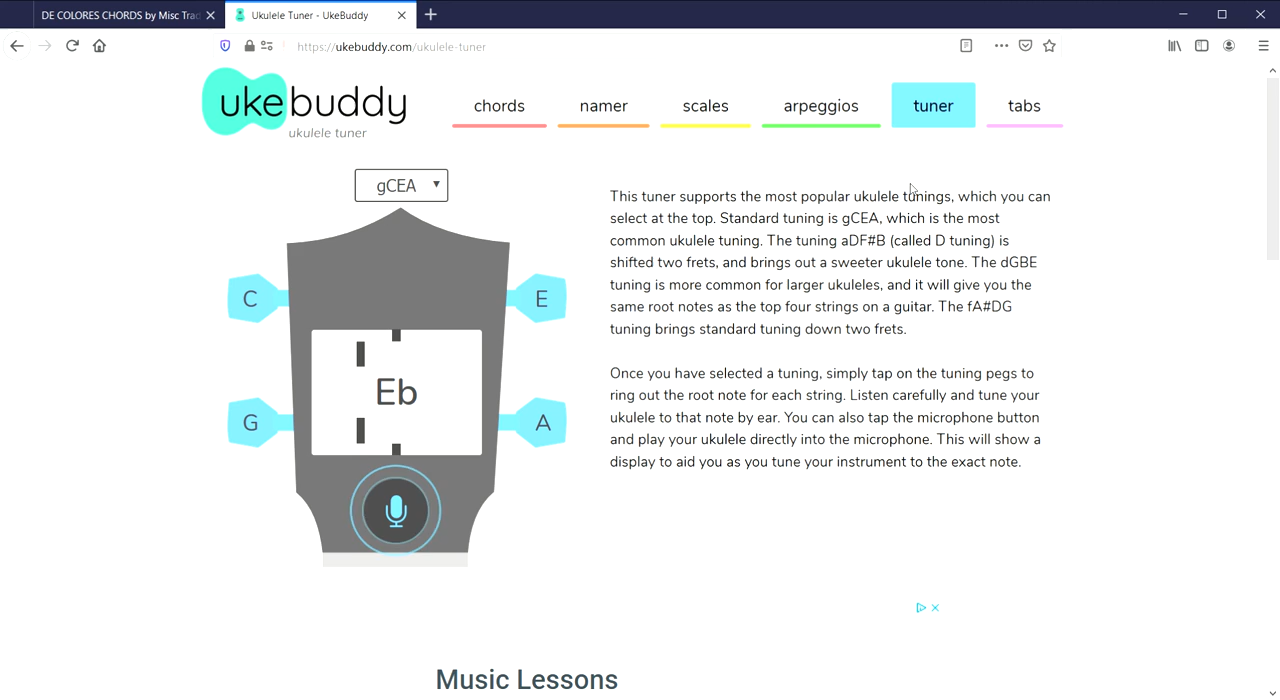 DE COLORES CHORDS by Misc Trad
Ukulele Tuner - UkeBuddy
https://ukebuddy.com/ukulele-tuner
ukebuddy
ukulele tuner
chords
namer
scales
arpeggios
tuner
tabs
gCEA
C
E
Eb
G
A
This tuner supports the most popular ukulele tunings, which you can
select at the top. Standard tuning is gCEA, which is the most
common ukulele tuning. The tuning aDF#B (called D tuning) is
shifted two frets, and brings out a sweeter ukulele tone. The dGBE
tuning is more common for larger ukuleles, and it will give you the
same root notes as the top four strings on a guitar. The fA#DG
tuning brings standard tuning down two frets.
Once you have selected a tuning, simply tap on the tuning pegs to
ring out the root note for each string. Listen carefully and tune your
ukulele to that note by ear. You can also tap the microphone button
and play your ukulele directly into the microphone. This will show a
display to aid you as you tune your instrument to the exact note.
Music Lessons